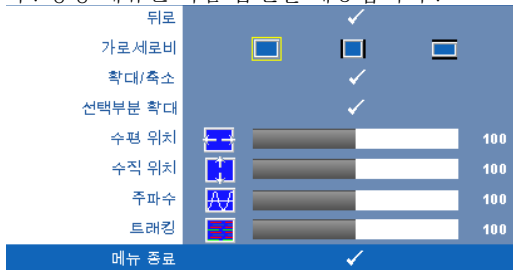 뒤로
가로세로비
확대/축소
선택부분 확대
수평 위치 100
수직 위치 100
주파수 100
트래킹 100
메뉴 종료